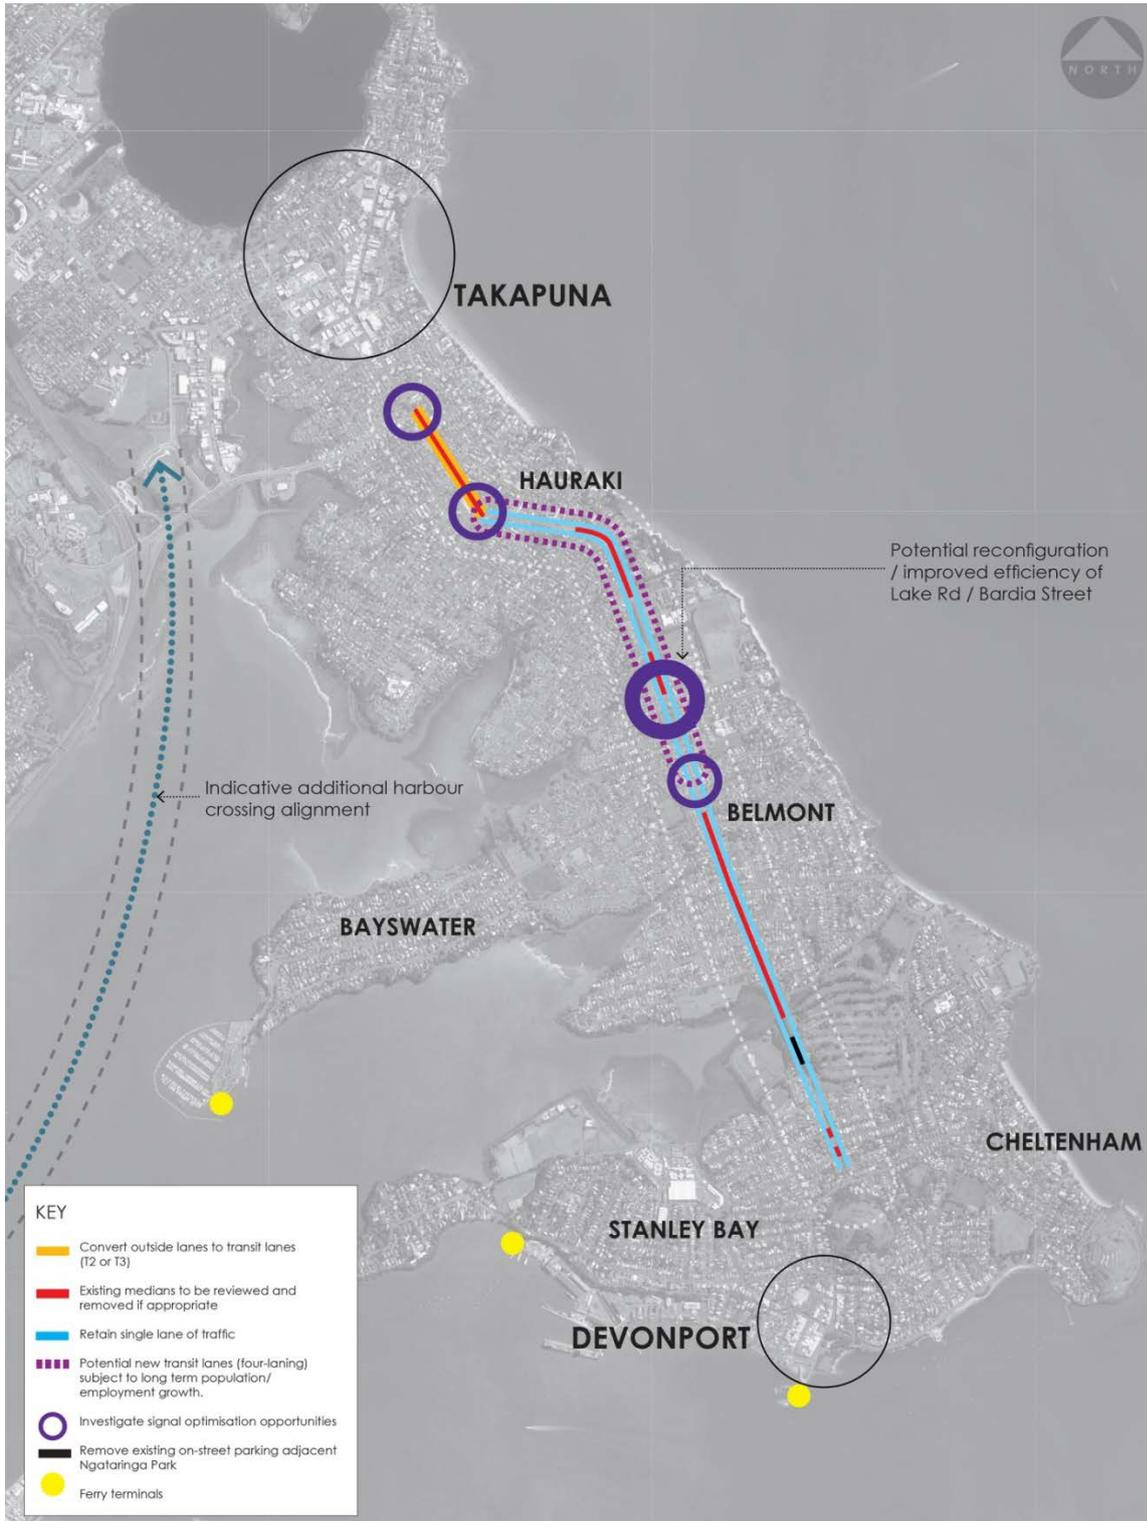 NORTH
TAKAPUNA
HAURAKI
Potential reconfiguration
/ improved efficiency of
Lake Rd / Bardia Street
Indicative additional harbour
crossing alignment
BELMONT
BAYSWATER
CHELTENHAM
STANLEY BAY
DEVONPORT
KEY
Convert outside lanes to transit lanes
(T2 or T3)
Existing medians to be reviewed and
removed if appropriate
Retain single lane of traffic
Potential new transit lanes (four-laning)
subject to long term population/
employment growth.
Investigate signal optimisation opportunities
Remove existing on-street parking adjacent
Ngataringa Park
Ferry terminals